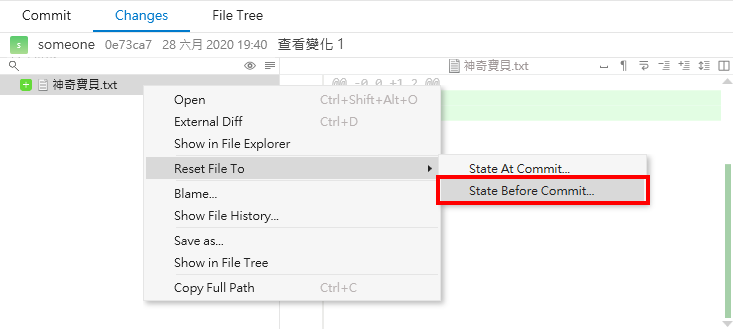 Commit Changes File Tree
s someone 0e73ca7 28 六月 2020 19:40 查看變化 1
神奇寶貝.txt
神奇寶貝.txt
@@ -0,0 +1,2 @@
Open Ctrl+Shift+Alt+O
External Diff Ctrl+D
Show in File Explorer
Reset File To
State At Commit...
State Before Commit...
Blame...
Show File History...
Save as...
Show in File Tree
Copy Full Path Ctrl+C